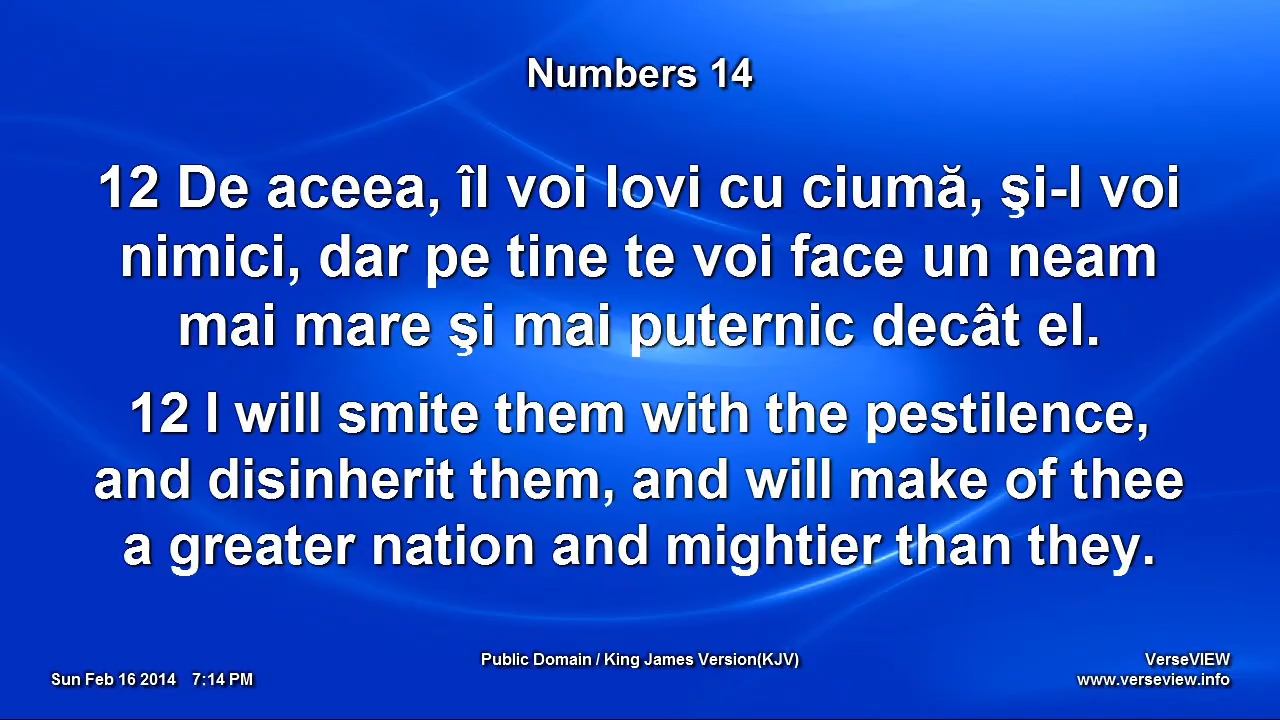 Numbers 14
12 De aceea, îl voi lovi cu ciumă, şi-l voi
nimici, dar pe tine te voi face un neam
mai mare şi mai puternic decât el.
12 I will smite them with the pestilence,
and disinherit them, and will make of thee
a greater nation and mightier than they.
Public Domain / King James Version(KJV)
VerseVIEW
Sun Feb 16 2014 7:14 PM
www.verseview.info